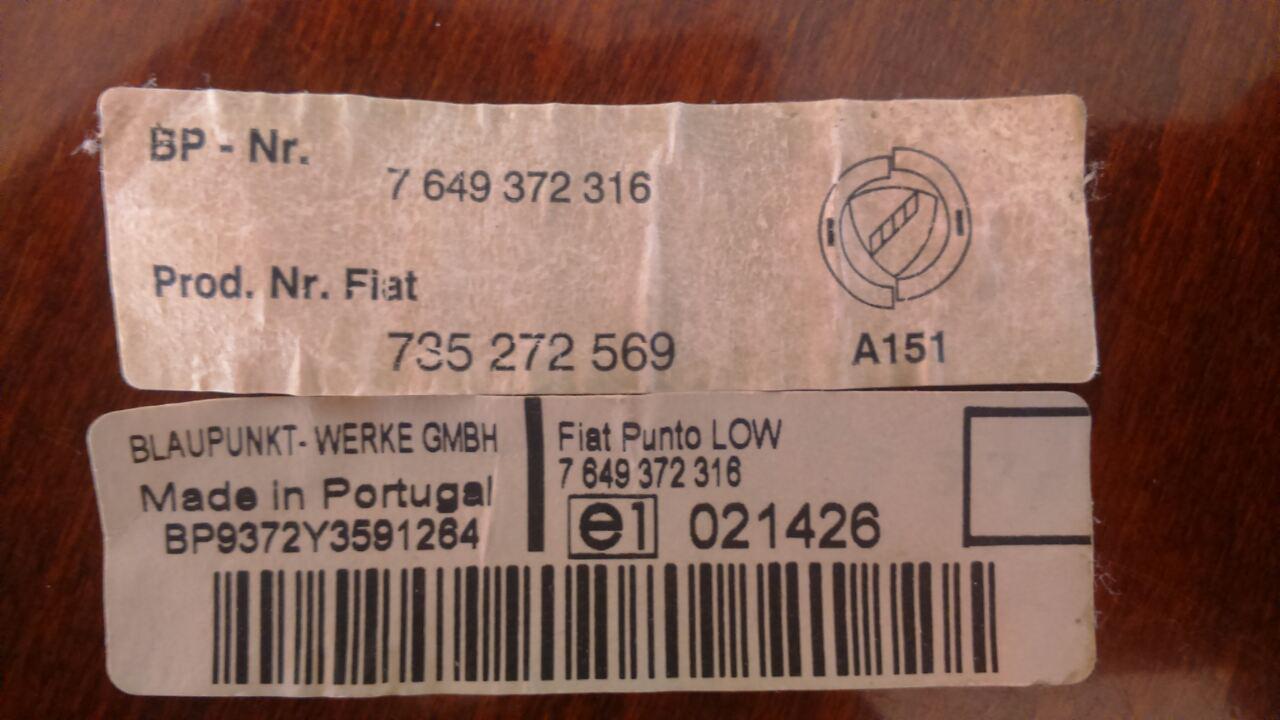 BP - Nr.
7 649 372 316
Prod. Nr. Fiat
735 272 569
A151
BLAUPUNKT- WERKE GMBH
Made in Portugal
BP9372Y3591264
Fiat Punto LOW
7 649 372 316
e1 021426